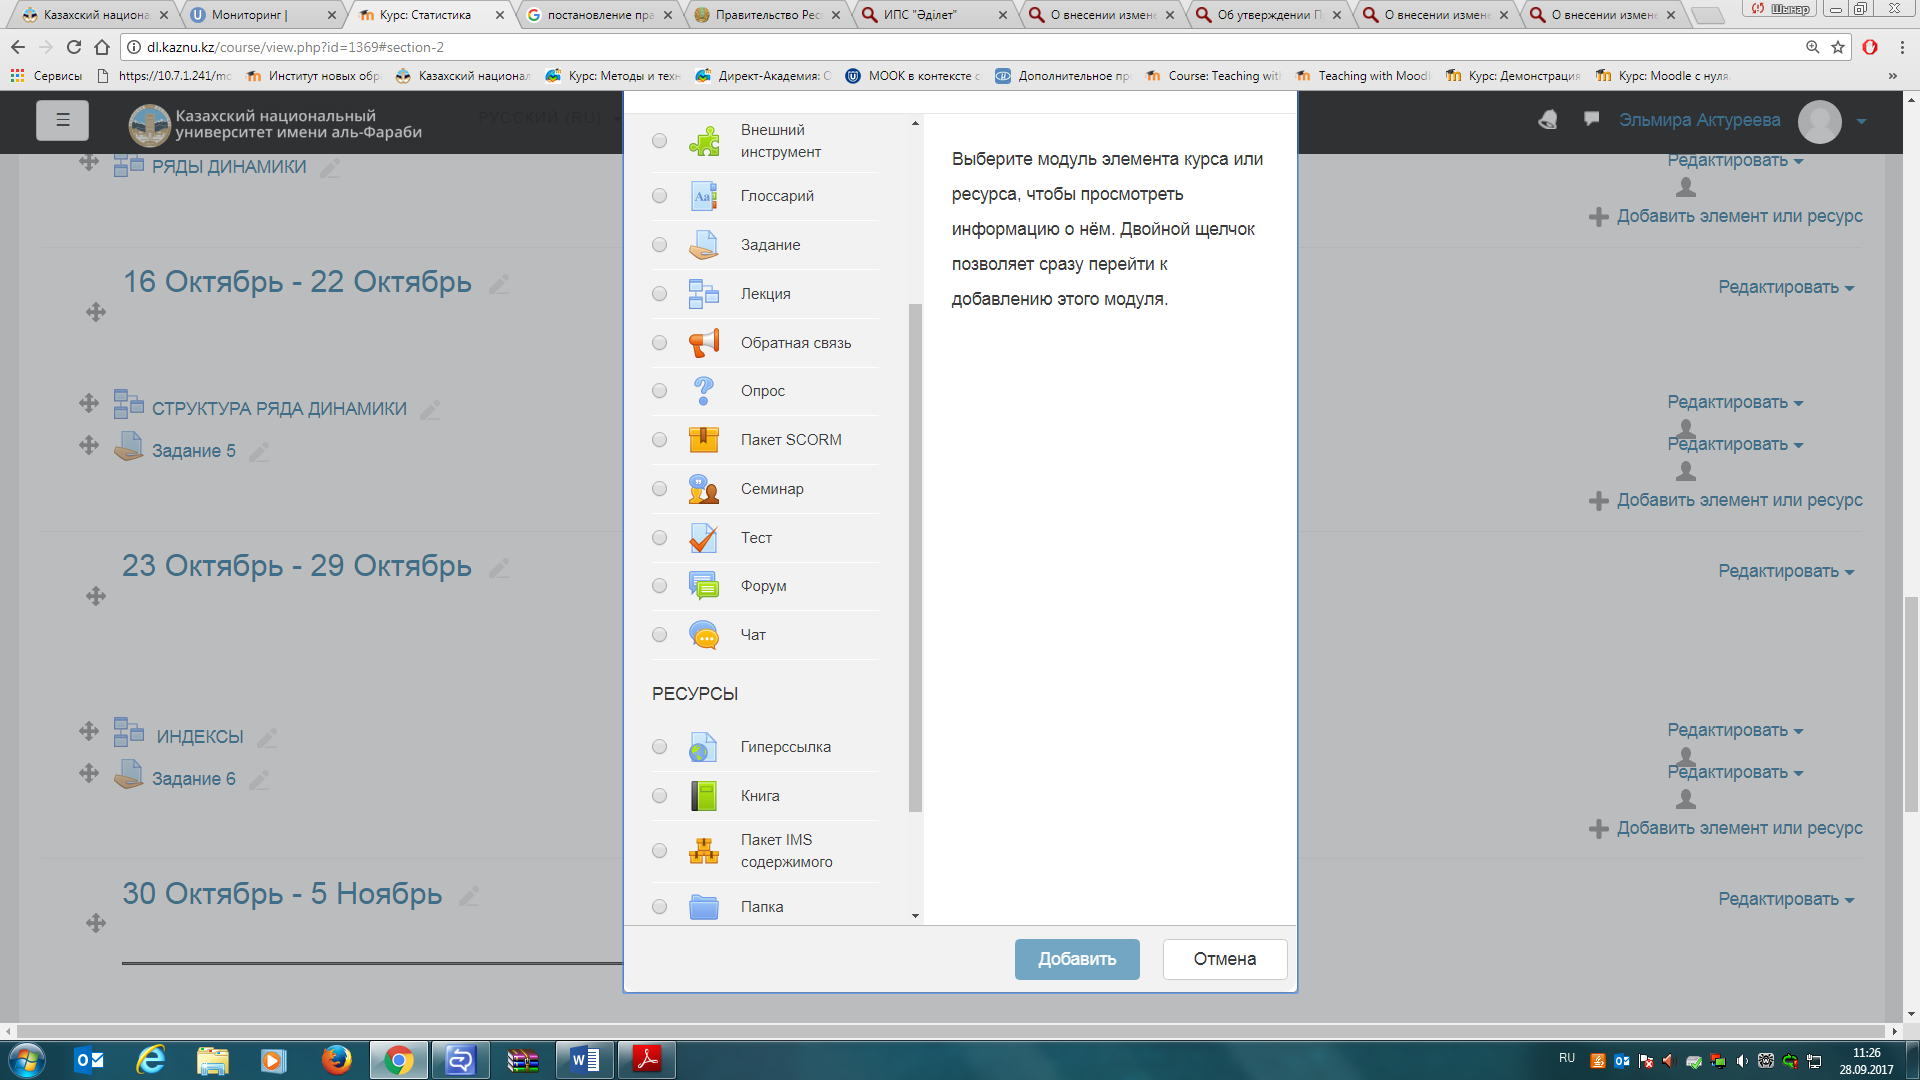 Казахский национа
Мониторинг |
Курс: Статистика
постановление пра
Правительство Рес
ИПС "Әділет"
О внесении измене
Об утверждении П
О внесении измене
О внесении измене
Шынар
dl.kaznu.kz/course/view.php?id=1369#section-2
Сервисы
https://10.7.1.241/mo
Институт новых обр
Казахский национал
Курс: Методы и техн
Директ-Академия: С
МООК в контексте с
Дополнительное пр
Course: Teaching wit
Teaching with Moodl
Курс: Демонстрация
Курс: Moodle с нуля
»
Казахский национальный
университет имени аль-Фараби
РУССКИЙ (RU)
Эльмира Актуреева
РЯДЫ ДИНАМИКИ
Редактировать
Добавить элемент или ресурс
16 Октябрь - 22 Октябрь
Редактировать
СТРУКТУРА РЯДА ДИНАМИКИ
Редактировать
Задание 5
Редактировать
Добавить элемент или ресурс
23 Октябрь - 29 Октябрь
Редактировать
ИНДЕКСЫ
Редактировать
Задание 6
Редактировать
Добавить элемент или ресурс
30 Октябрь - 5 Ноябрь
Редактировать
Внешний
инструмент
Глоссарий
Задание
Лекция
Обратная связь
Опрос
Пакет SCORM
Семинар
Тест
Форум
Чат
РЕСУРСЫ
Гиперссылка
Книга
Пакет IMS
содержимого
Папка
Выберите модуль элемента курса или
ресурса, чтобы просмотреть
информацию о нём. Двойной щелчок
позволяет сразу перейти к
добавлению этого модуля.
Добавить
Отмена
RU
11:26
28.09.2017